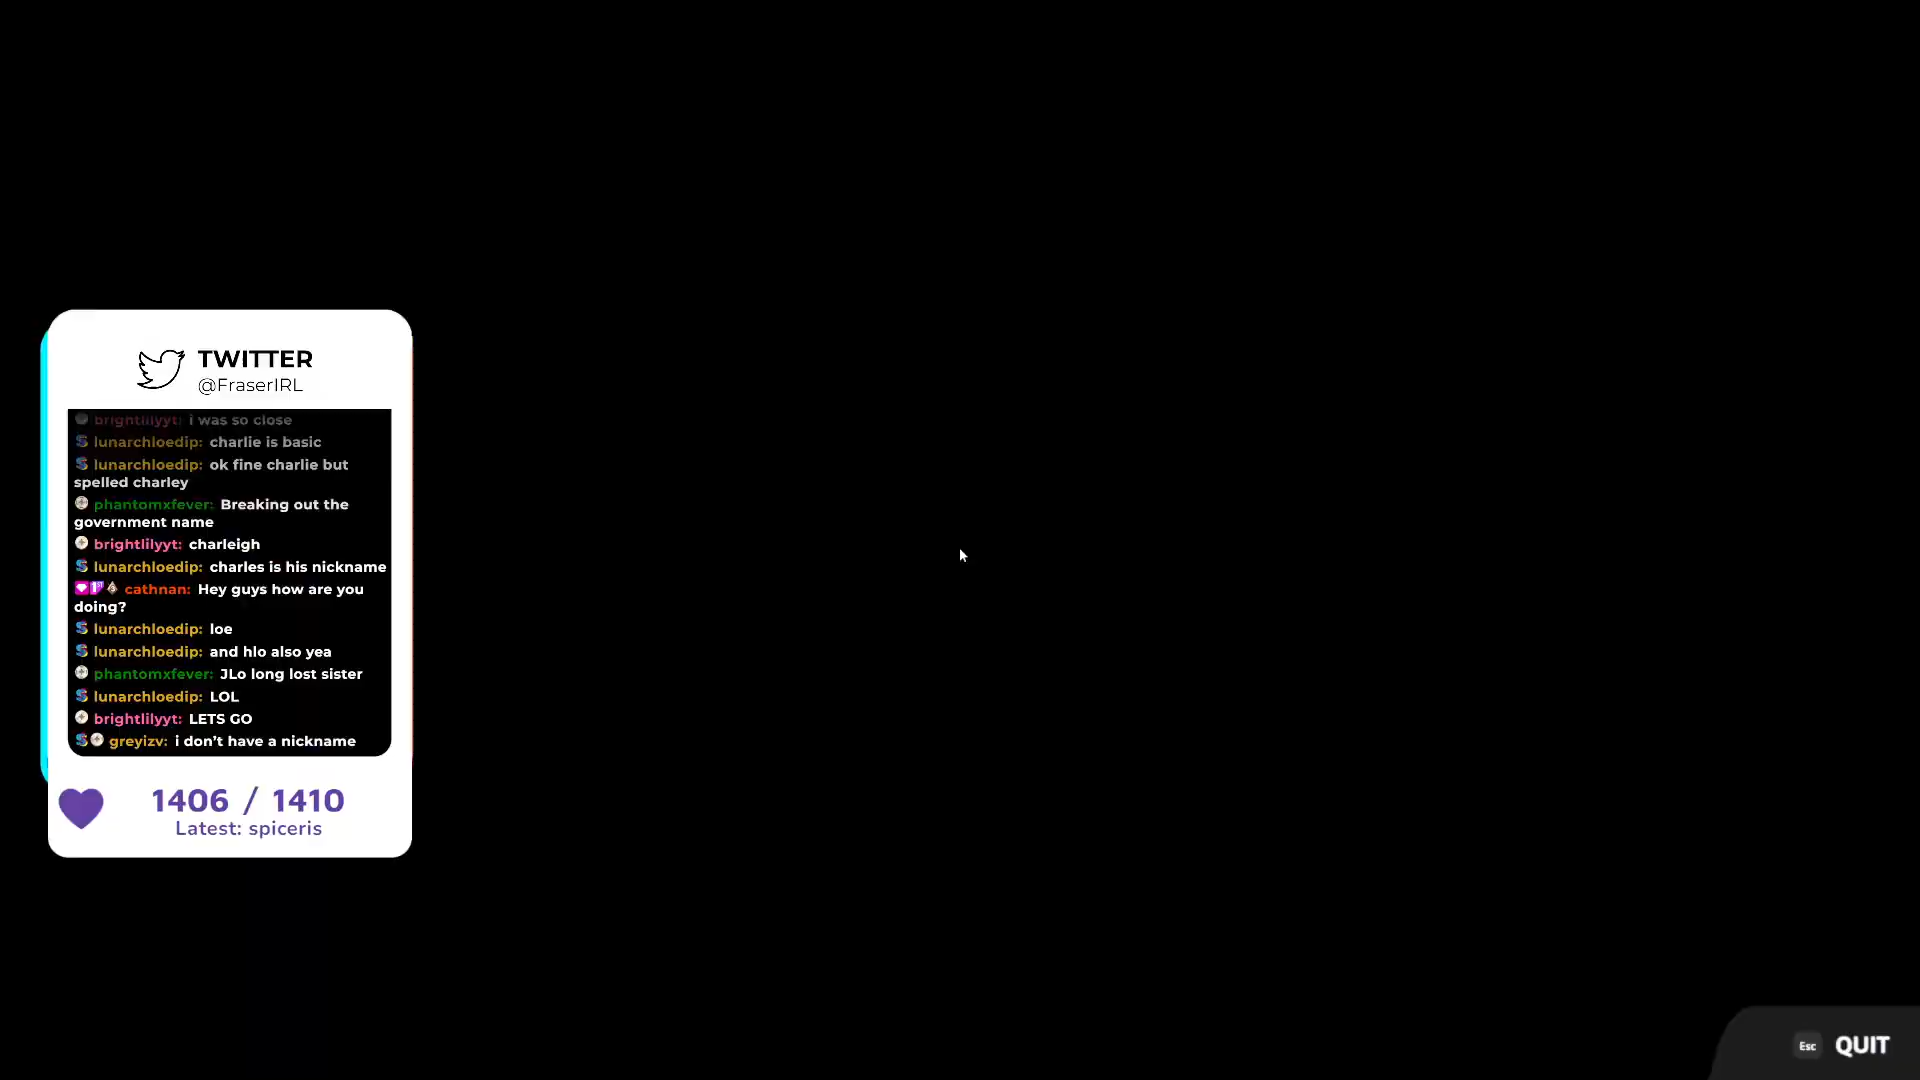 TWITTER
@FraserIRL
brightlilyyt: i was so close
lunarchloedip: charlie is basic
lunarchloedip: ok fine charlie but
spelled charley
phantomxfever: Breaking out the
government name
brightlilyyt: charleigh
lunarchloedip: charles is his nickname
cathnan: Hey guys how are you
doing?
lunarchloedip: loe
lunarchloedip: and hlo also yea
phantomxfever: JLo long lost sister
lunarchloedip: LOL
brightlilyyt: LETS GO
greyizv: i don’t have a nickname
1406 / 1410
Latest: spiceris
Esc QUIT